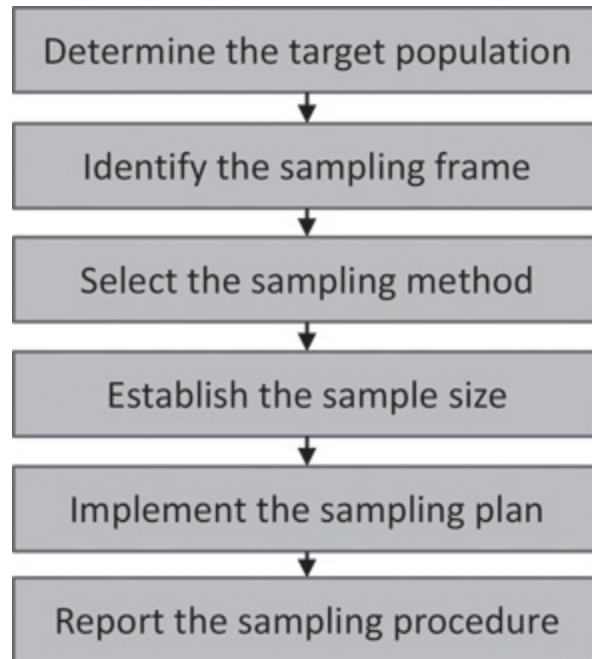 Determine the target population
Identify the sampling frame
Select the sampling method
Establish the sample size
Implement the sampling plan
Report the sampling procedure